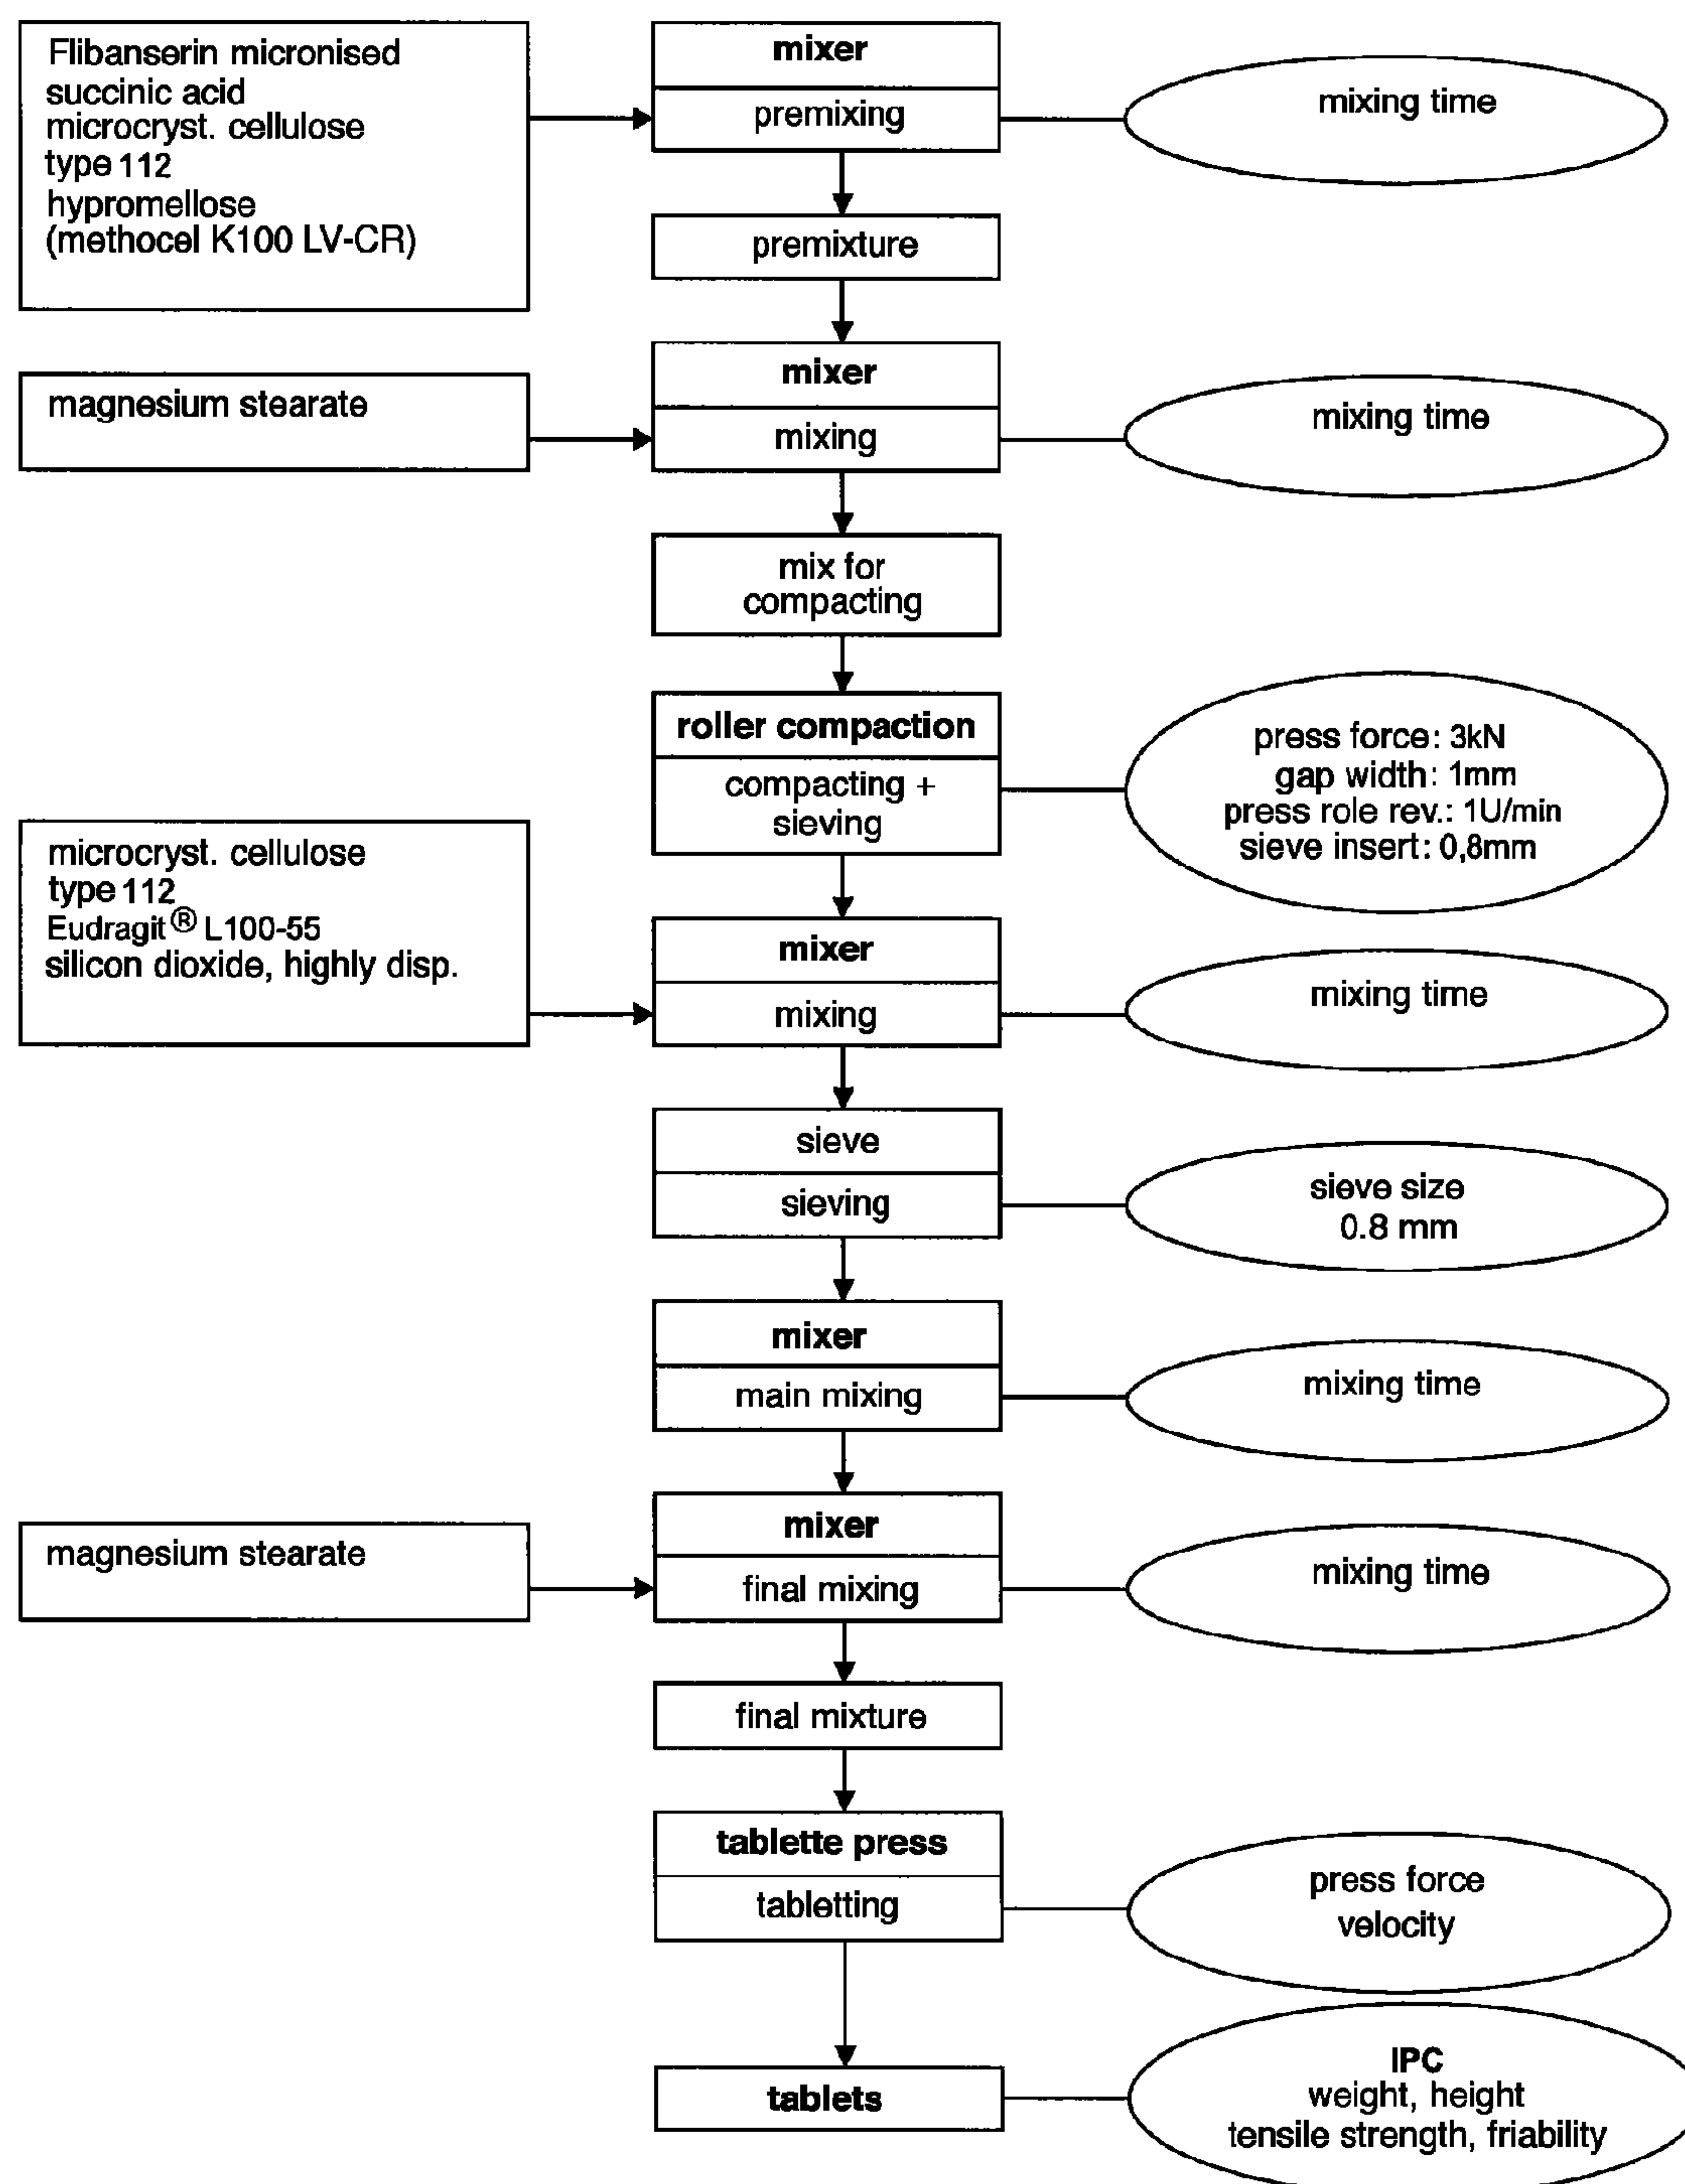 Flibanserin micronised
succinic acid
microcryst. cellulose
type 112
hypromellose
(methocel K100 LV-CR)
mixer
premixing
mixing time
premixture
magnesium stearate
mixer
mixing
mixing time
mix for
compacting
roller compaction
compacting +
sieving
press force: 3kN
gap width: 1mm
press role rev.: 1U/min
sieve insert: 0,8mm
microcryst. cellulose
type 112
Eudragit® L100-55
silicon dioxide, highly disp.
mixer
mixing
mixing time
sieve
sieving
sieve size
0.8 mm
mixer
main mixing
mixing time
magnesium stearate
mixer
final mixing
mixing time
final mixture
tablette press
tabletting
press force
velocity
tablets
IPC
weight, height
tensile strength, friability